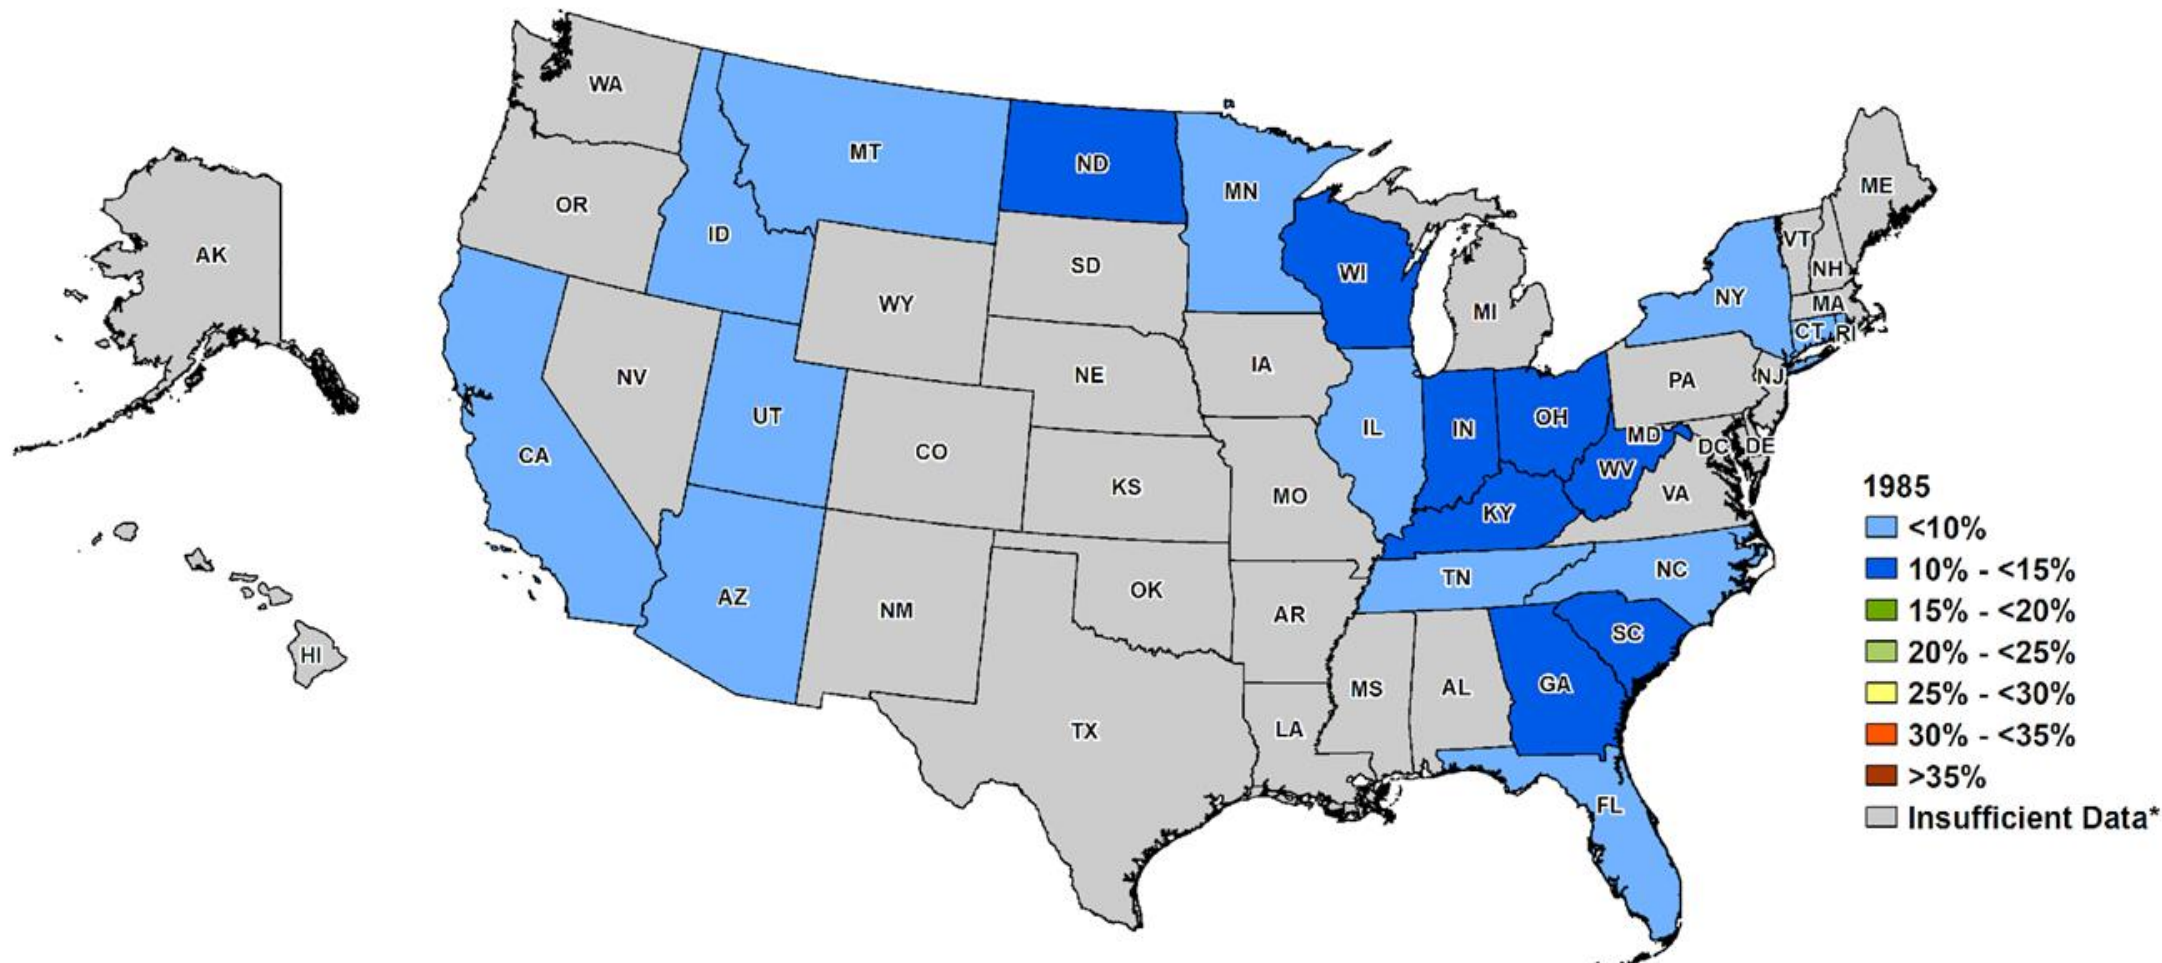 WA
MT
ND
MN
ME
OR
ID
AK
SD
WI
VT
NH
WY
MI
NY
MA
CT
RI
NV
NE
IA
PA
NJ
UT
CO
IL
IN
OH
MD
DC
DE
CA
KS
MO
WV
VA
KY
AZ
NM
OK
AR
TN
NC
HI
SC
MS
AL
GA
TX
LA
FL
1985
<10%
10% - <15%
15% - <20%
20% - <25%
25% - <30%
30% - <35%
>35%
Insufficient Data*